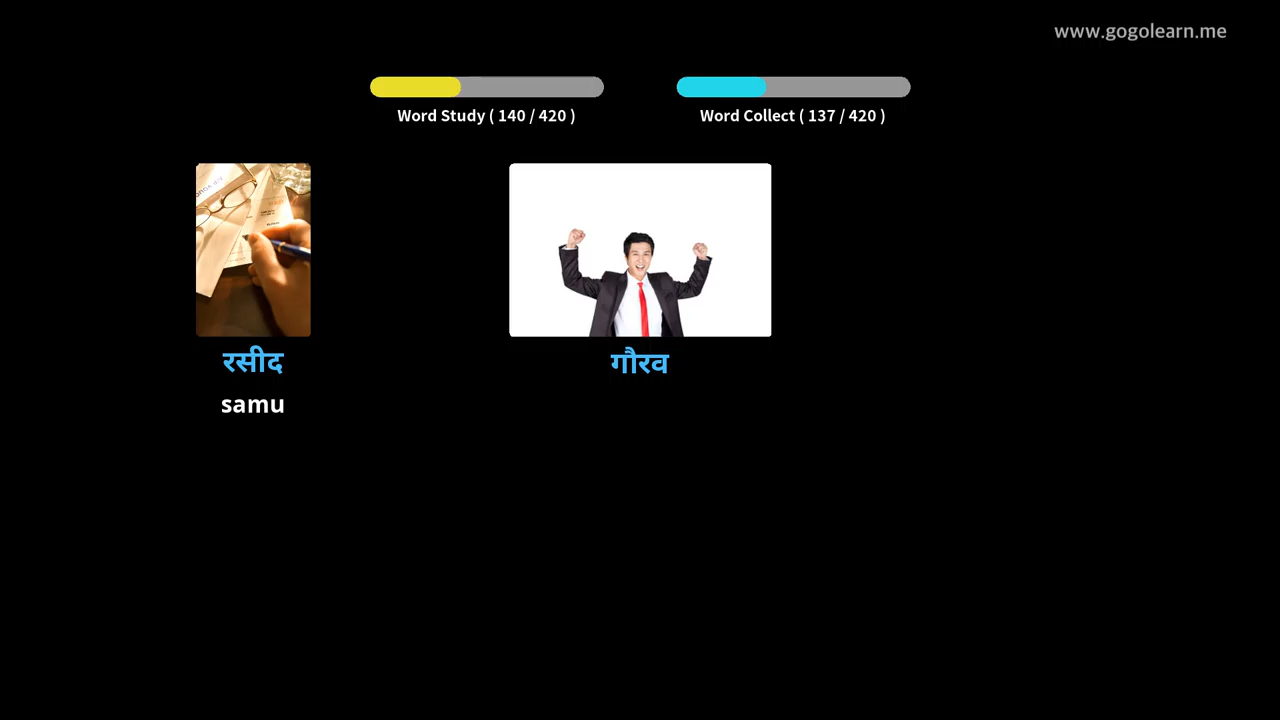 www.gogolearn.me
Word Study ( 140 / 420 )
Word Collect ( 137 / 420 )
रसीद
samu
गौरव